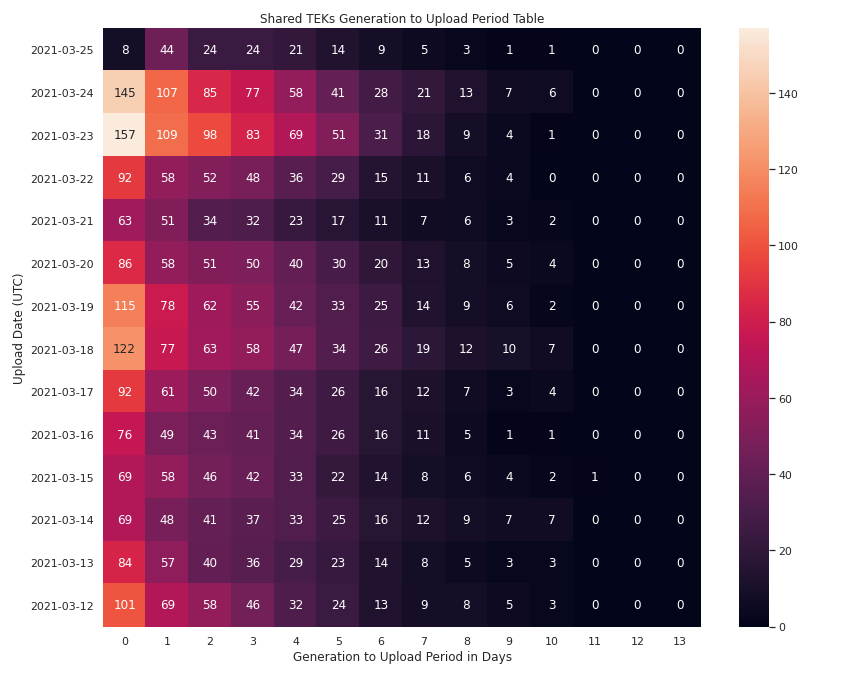 Shared TEKs Generation to Upload Period Table
Upload Date (UTC)
2021-03-25 8 44 24 24 21 14 9 5 3 1 1 0 0 0
2021-03-24 145 107 85 77 58 41 28 21 13 7 6 0 0 0
2021-03-23 157 109 98 83 69 51 31 18 9 4 1 0 0 0
2021-03-22 92 58 52 48 36 29 15 11 6 4 0 0 0 0
2021-03-21 63 51 34 32 23 17 11 7 6 3 2 0 0 0
2021-03-20 86 58 51 50 40 30 20 13 8 5 4 0 0 0
2021-03-19 115 78 62 55 42 33 25 14 9 6 2 0 0 0
2021-03-18 122 77 63 58 47 34 26 19 12 10 7 0 0 0
2021-03-17 92 61 50 42 34 26 16 12 7 3 4 0 0 0
2021-03-16 76 49 43 41 34 26 16 11 5 1 1 0 0 0
2021-03-15 69 58 46 42 33 22 14 8 6 4 2 1 0 0
2021-03-14 69 48 41 37 33 25 16 12 9 7 7 0 0 0
2021-03-13 84 57 40 36 29 23 14 8 5 3 3 0 0 0
2021-03-12 101 69 58 46 32 24 13 9 8 5 3 0 0 0
0 1 2 3 4 5 6 7 8 9 10 11 12 13
Generation to Upload Period in Days
140
120
100
80
60
40
20
0